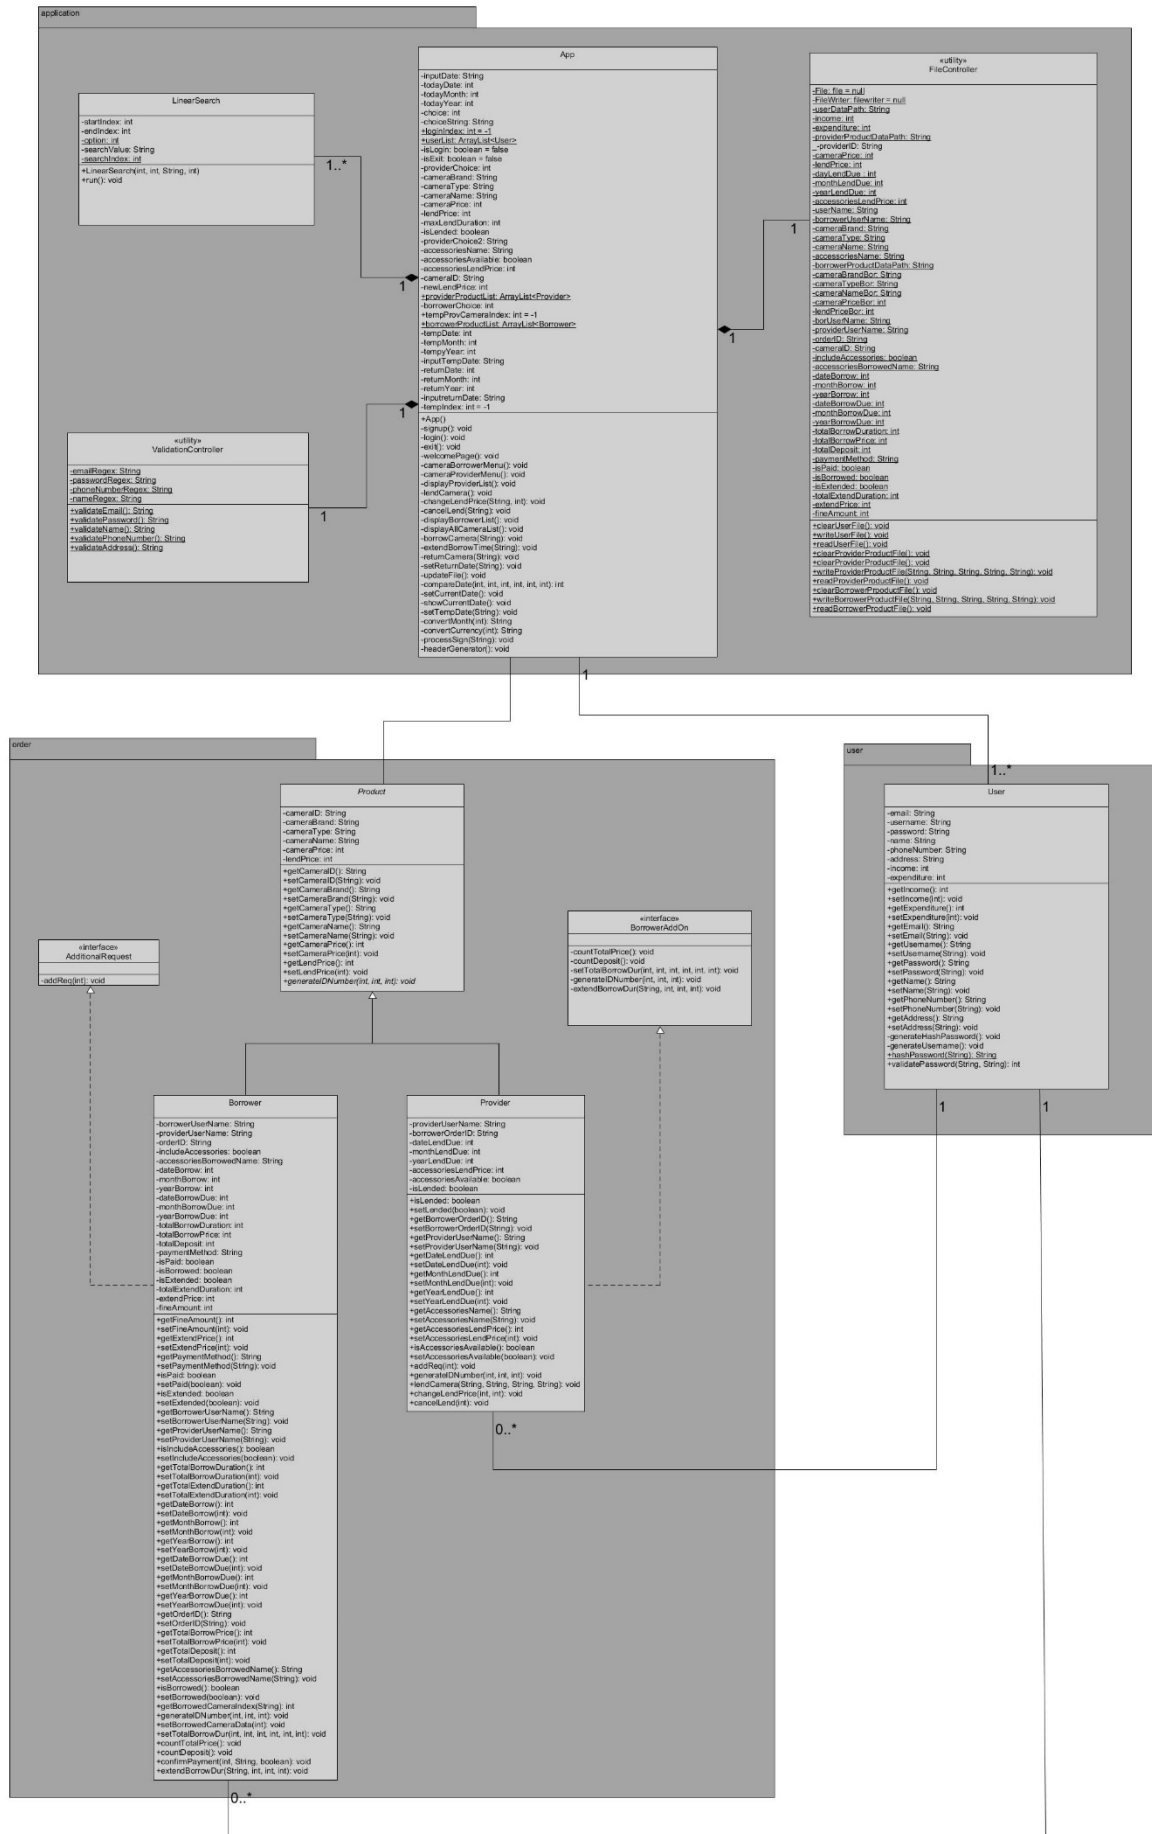 application
LinearSearch
-startIndex: int
-endIndex: int
-option: int
-searchValue: String
-searchIndex: int
+LinearSearch(int, int, String, int)
+run(): void
1..*
1
App
-inputDate: String
-todayDate: int
-todayMonth: int
-todayYear: int
-choice: int
-choiceString: String
+loginIndex: int = -1
+userList: ArrayList<User>
-isLogin: boolean = false
-isExit: boolean = false
-providerChoice: int
-cameraBrand: String
-cameraType: String
-cameraName: String
-cameraPrice: int
-lendPrice: int
-maxLendDuration: int
-isLended: boolean
-providerChoice2: String
-accessoriesName: String
-accessoriesAvailable: boolean
-accessoriesLendPrice: int
-cameraID: String
-newLendPrice: int
+providerProductList: ArrayList<Provider>
-borrowerChoice: int
+tempProvCameraIndex: int = -1
+borrowerProductList: ArrayList<Borrower>
-tempDate: int
-tempMonth: int
-tempyYear: int
-inputTempDate: String
-returnDate: int
-returnMonth: int
-returnYear: int
-inputreturnDate: String
-tempIndex: int = -1
+App()
-signup(): void
-login(): void
-exit(): void
-welcomePage(): void
-cameraBorrowerMenu(): void
-cameraProviderMenu(): void
-displayProviderList(): void
-lendCamera(): void
-changeLendPrice(String, int): void
-cancelLend(String): void
-displayBorrowerList(): void
-displayAllCameraList(): void
-borrowCamera(String): void
-extendBorrowTime(String): void
-returnCamera(String): void
-setReturnDate(String): void
-updateFile(): void
-compareDate(int, int, int, int, int, int): int
-setCurrentDate(): void
-showCurrentDate(): void
-setTempDate(String): void
-convertMonth(int): String
-convertCurrency(int): String
-processSign(String): void
-headerGenerator(): void
1
1
«utility»
FileController
-File: file = null
-FileWriter: filewriter = null
-userDataPath: String
-income: int
-expenditure: int
-providerProductDataPath: String
_-providerID: String
-cameraPrice: int
-lendPrice: int
-dayLendDue : int
-monthLendDue: int
-yearLendDue: int
-accessoriesLendPrice: int
-userName: String
-borrowerUserName: String
-cameraBrand: String
-cameraType: String
-cameraName: String
-accessoriesName: String
-borrowerProductDataPath: String
-cameraBrandBor: String
-cameraTypeBor: String
-cameraNameBor: String
-cameraPriceBor: int
-lendPriceBor: int
-borUserName: String
-providerUserName: String
-orderID: String
-cameraID: String
-includeAccessories: boolean
-accessoriesBorrowedName: String
-dateBorrow: int
-monthBorrow: int
-yearBorrow: int
-dateBorrowDue: int
-monthBorrowDue: int
-yearBorrowDue: int
-totalBorrowDuration: int
-totalBorrowPrice: int
-totalDeposit: int
-paymentMethod: String
-isPaid: boolean
-isBorrowed: boolean
-isExtended: boolean
-totalExtendDuration: int
-extendPrice: int
-fineAmount: int
+clearUserFile(): void
+writeUserFile(): void
+readUserFile(): void
+clearProviderProductFile(): void
+clearProviderProductFile(): void
+writeProviderProductFile(String, String, String, String, String): void
+readProviderProductFile(): void
+clearBorrowerPrpoductFile(): void
+writeBorrowerProductFile(String, String, String, String, String): void
+readBorrowerProductFile(): void
«utility»
ValidationController
-emailRegex: String
-passwordRegex: String
-phoneNumberRegex: String
-nameRegex: String
+validateEmail(): String
+validatePassword(): String
+validateName(): String
+validatePhoneNumber(): String
+validateAddress(): String
1
1
1
order
Product
-cameraID: String
-cameraBrand: String
-cameraType: String
-cameraName: String
-cameraPrice: int
-lendPrice: int
+getCameraID(): String
+setCameraID(String): void
+getCameraBrand(): String
+setCameraBrand(String): void
+getCameraType(): String
+setCameraType(String): void
+getCameraName(): String
+setCameraName(String): void
+getCameraPrice(): int
+setCameraPrice(int): void
+getLendPrice(): int
+setLendPrice(int): void
+generateIDNumber(int, int, int): void
«interface»
AdditionalRequest
-addReq(int): void
«interface»
BorrowerAddOn
-countTotalPrice(): void
-countDeposit(): void
-setTotalBorrowDur(int, int, int, int, int, int): void
-generateIDNumber(int, int, int): void
-extendBorrowDur(String, int, int, int): void
user
1..*
User
-email: String
-username: String
-password: String
-name: String
-phoneNumber: String
-address: String
-income: int
-expenditure: int
+getIncome(): int
+setIncome(int): void
+getExpenditure(): int
+setExpenditure(int): void
+getEmail(): String
+setEmail(String): void
+getUsername(): String
+setUsername(String): void
+getPassword(): String
+setPassword(String): void
+getName(): String
+setName(String): void
+getPhoneNumber(): String
+setPhoneNumber(String): void
+getAddress(): String
+setAddress(String): void
-generateHashPassword(): void
-generateUsername(): void
+hashPassword(String): String
+validatePassword(String, String): int
1
1
Borrower
-borrowerUserName: String
-providerUserName: String
-orderID: String
-includeAccessories: boolean
-accessoriesBorrowedName: String
-dateBorrow: int
-monthBorrow: int
-yearBorrow: int
-dateBorrowDue: int
-monthBorrowDue: int
-yearBorrowDue: int
-totalBorrowDuration: int
-totalBorrowPrice: int
-totalDeposit: int
-paymentMethod: String
-isPaid: boolean
-isBorrowed: boolean
-isExtended: boolean
-totalExtendDuration: int
-extendPrice: int
-fineAmount: int
+getFineAmount(): int
+setFineAmount(int): void
+getExtendPrice(): int
+setExtendPrice(int): void
+getPaymentMethod(): String
+setPaymentMethod(String): void
+isPaid: boolean
+setPaid(boolean): void
+isExtended: boolean
+setExtended(boolean): void
+getBorrowerUserName(): String
+setBorrowerUserName(String): void
+getProviderUserName(): String
+setProviderUserName(String): void
+isIncludeAccessories(): boolean
+setIncludeAccessories(boolean): void
+getTotalBorrowDuration(): int
+setTotalBorrowDuration(int): void
+getTotalExtendDuration(): int
+setTotalExtendDuration(int): void
+getDateBorrow(): int
+setDateBorrow(int): void
+getMonthBorrow(): int
+setMonthBorrow(int): void
+getYearBorrow(): int
+setYearBorrow(int): void
+getDateBorrowDue(): int
+setDateBorrowDue(int): void
+getMonthBorrowDue(): int
+setMonthBorrowDue(int): void
+getYearBorrowDue(): int
+setYearBorrowDue(int): void
+getOrderID(): String
+setOrderID(String): void
+getTotalBorrowPrice(): int
+setTotalBorrowPrice(int): void
+getTotalDeposit(): int
+setTotalDeposit(int): void
+getAccessoriesBorrowedName(): String
+setAccessoriesBorrowedName(String): void
+isBorrowed(): boolean
+setBorrowed(boolean): void
+getBorrowedCameraIndex(String): int
+generateIDNumber(int, int, int): void
+setBorrowedCameraData(int): void
+setTotalBorrowDur(int, int, int, int, int, int): void
+countTotalPrice(): void
+countDeposit(): void
+confirmPayment(int, String, boolean): void
+extendBorrowDur(String, int, int, int): void
0..*
Provider
-providerUserName: String
-borrowerOrderID: String
-dateLendDue: int
-monthLendDue: int
-yearLendDue: int
-accessoriesLendPrice: int
-accessoriesAvailable: boolean
-isLended: boolean
+isLended: boolean
+setLended(boolean): void
+getBorrowerOrderID(): String
+setBorrowerOrderID(String): void
+getProviderUserName(): String
+setProviderUserName(String): void
+getDateLendDue(): int
+setDateLendDue(int): void
+getMonthLendDue(): int
+setMonthLendDue(int): void
+getYearLendDue(): int
+setYearLendDue(int): void
+getAccessoriesName(): String
+setAccessoriesName(String): void
+getAccessoriesLendPrice(): int
+setAccessoriesLendPrice(int): void
+isAccessoriesAvailable(): boolean
+setAccessoriesAvailable(boolean): void
+addReq(int): void
+generateIDNumber(int, int, int): void
+lendCamera(String, String, String, String): void
+changeLendPrice(int, int): void
+cancelLend(int): void
0..*